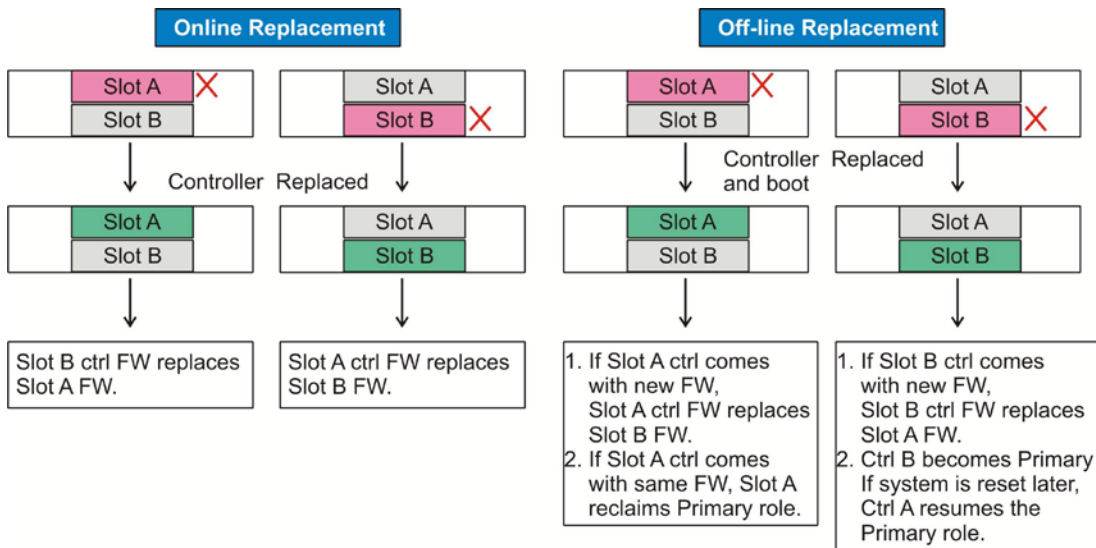 Online Replacement
Off-line Replacement
Slot A
Slot B
Slot A
Slot B
Slot A
Slot B
Slot A
Slot B
Controller Replaced
Controller Replaced
and boot
Slot A
Slot B
Slot A
Slot B
Slot A
Slot B
Slot A
Slot B
Slot B ctrl FW replaces
Slot A FW.
Slot A ctrl FW replaces
Slot B FW.
1. If Slot A ctrl comes
with new FW,
Slot A ctrl FW replaces
Slot B FW.
2. If Slot A ctrl comes
with same FW, Slot A
reclaims Primary role.
1. If Slot B ctrl comes
with new FW,
Slot B ctrl FW replaces
Slot A FW.
2. Ctrl B becomes Primary
If system is reset later,
Ctrl A resumes the
Primary role.